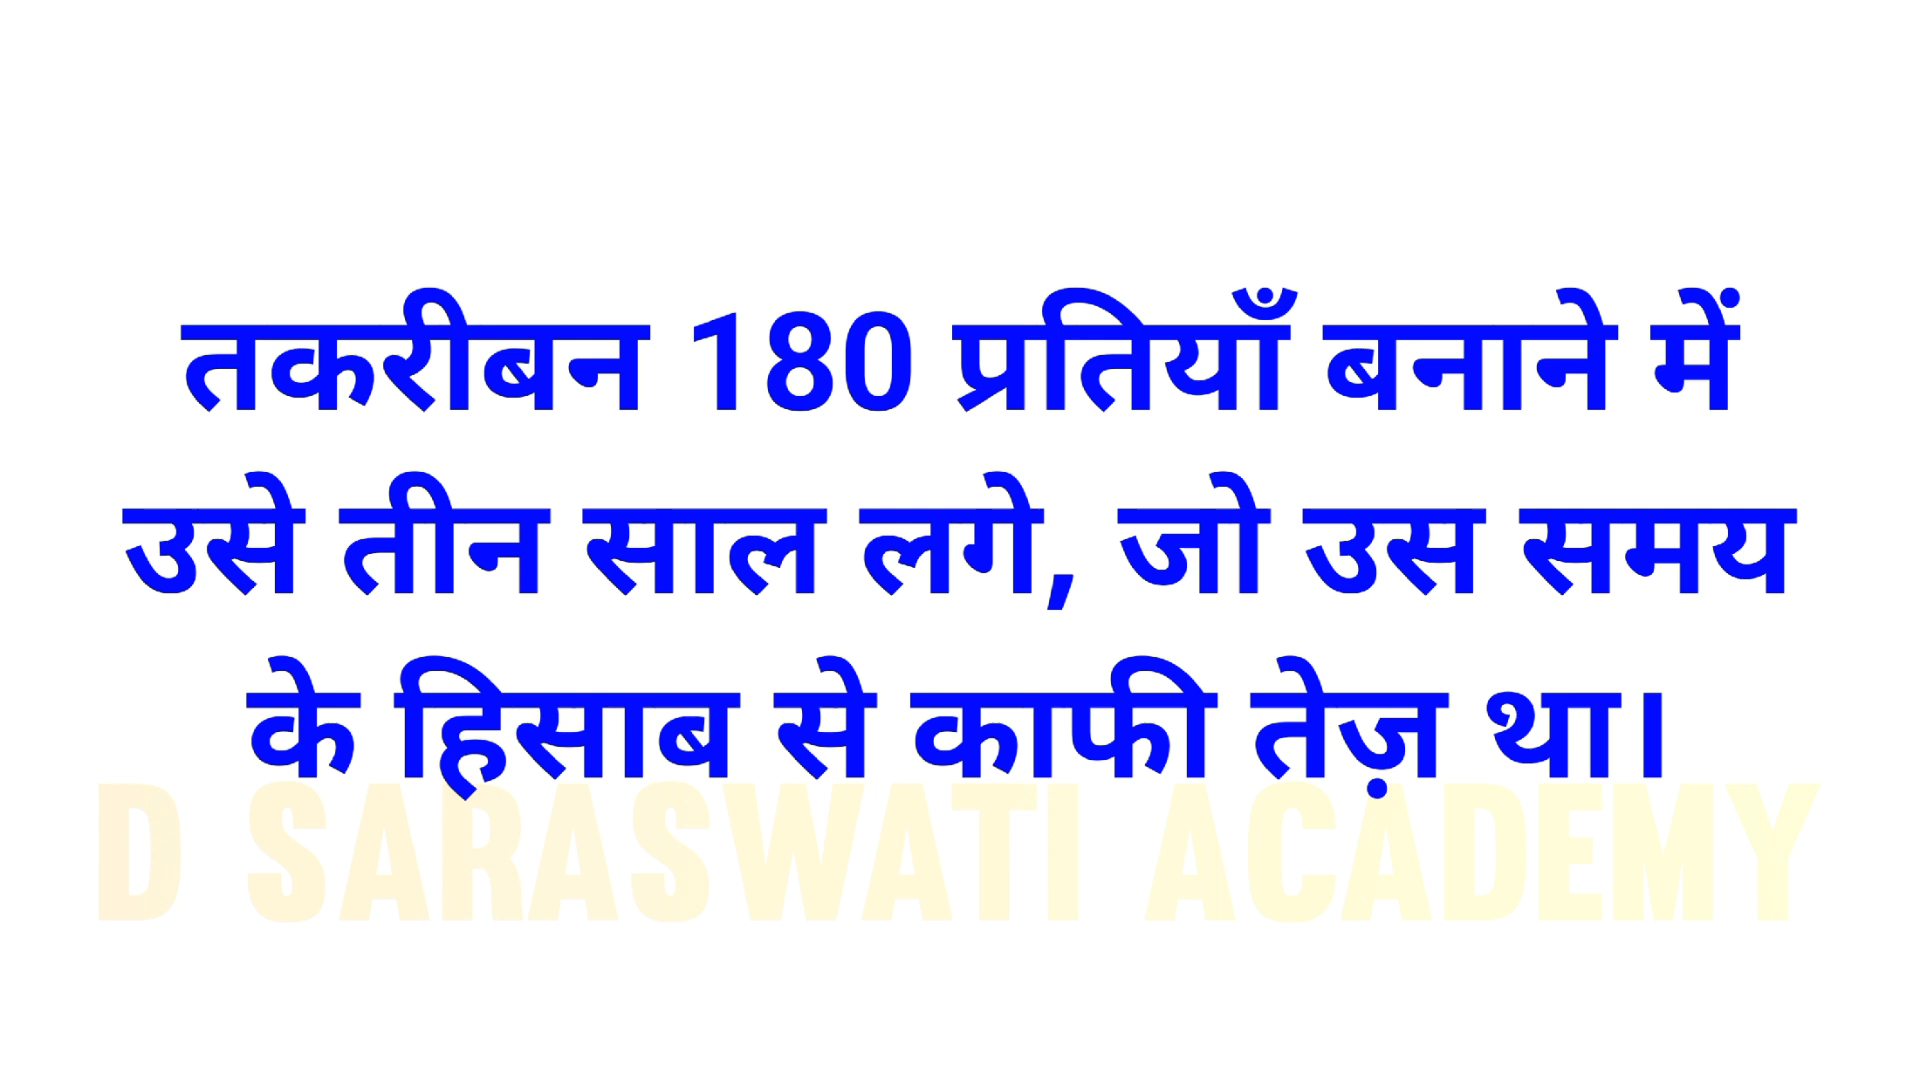 तकरीबन 180 प्रतियाँ बनाने में
उसे तीन साल लगे, जो उस समय
के हिसाब से काफी तेज़ था।
D SARASWATI ACADEMY